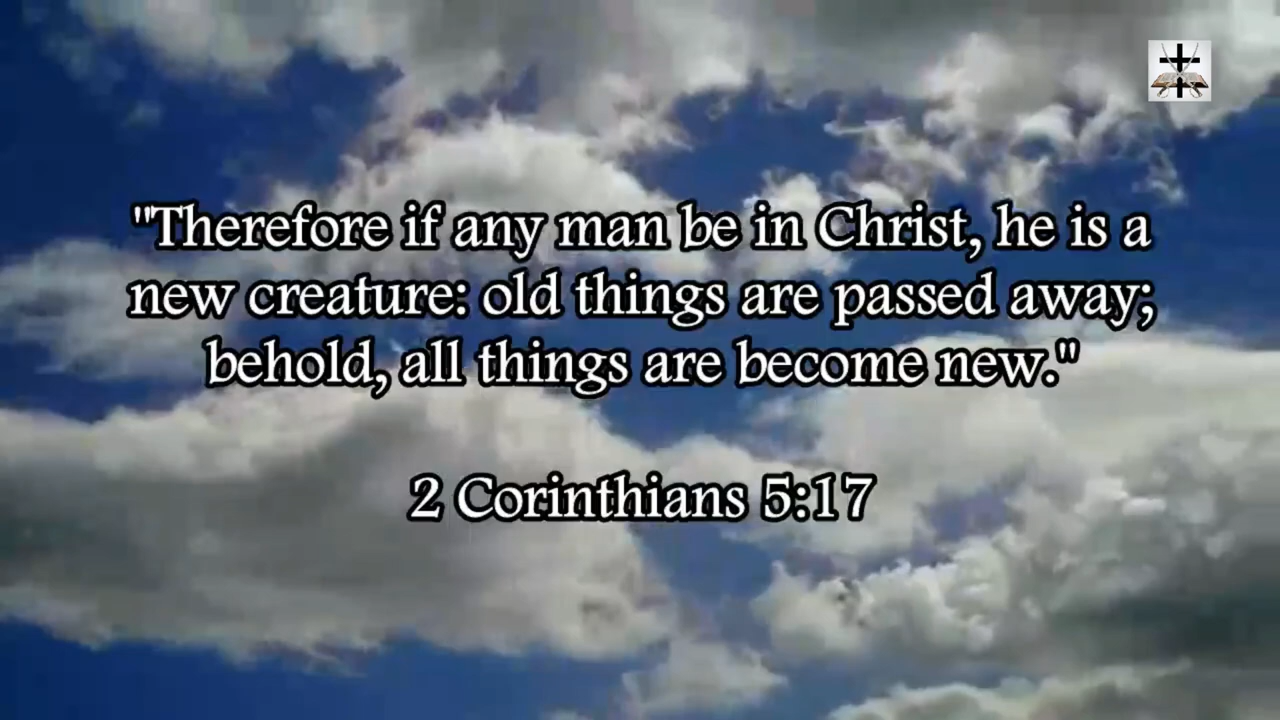 "Therefore if any man be in Christ, he is a
new creature: old things are passed away;
behold, all things are become new."
2 Corinthians 5:17